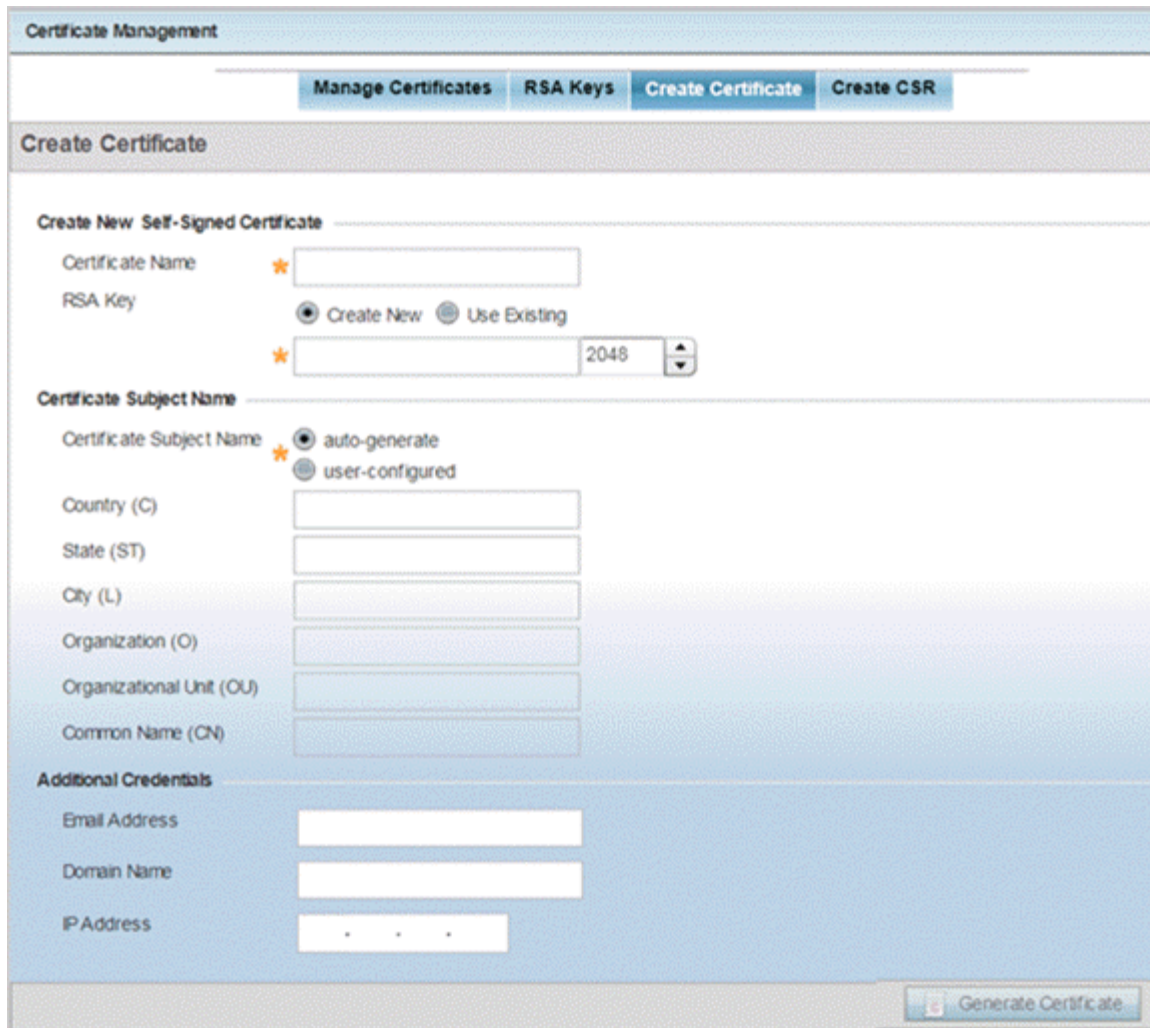 Certificate Management
Manage Certificates RSA Keys Create Certificate Create CSR
Create Certificate
Create New Self-Signed Certificate
Certificate Name *
RSA Key
Create New Use Existing
* 2048
Certificate Subject Name
Certificate Subject Name * auto-generate
user-configured
Country (C)
State (ST)
City (L)
Organization (O)
Organizational Unit (OU)
Common Name (CN)
Additional Credentials
Email Address
Domain Name
IP Address . . .
Generate Certificate